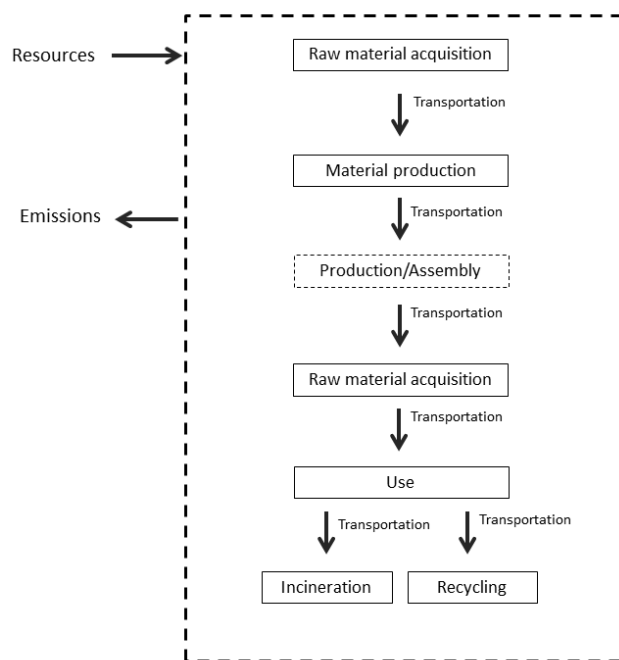 Resources
Raw material acquisition
Transportation
Material production
Emissions
Transportation
Production/Assembly
Transportation
Raw material acquisition
Transportation
Use
Transportation
Transportation
Incineration
Recycling